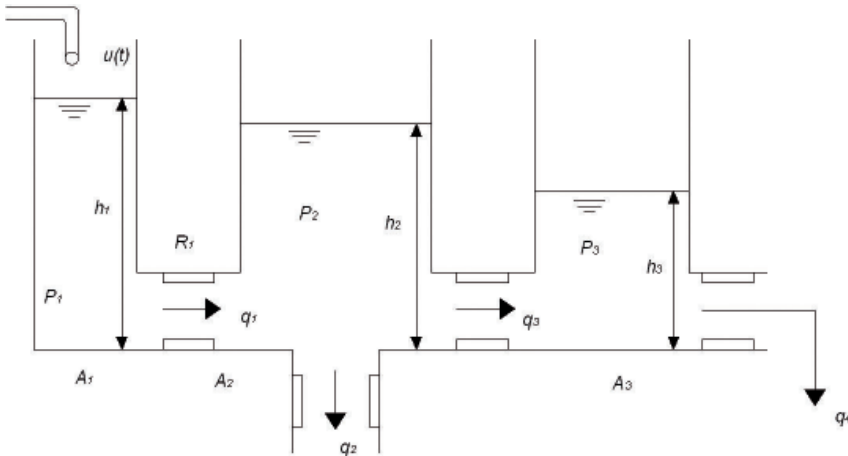 u(t)
h₁
P₁
R₁
q₁
P₂
h₂
q₃
P₃
h₃
A₁
A₂
q₂
A₃
q₄